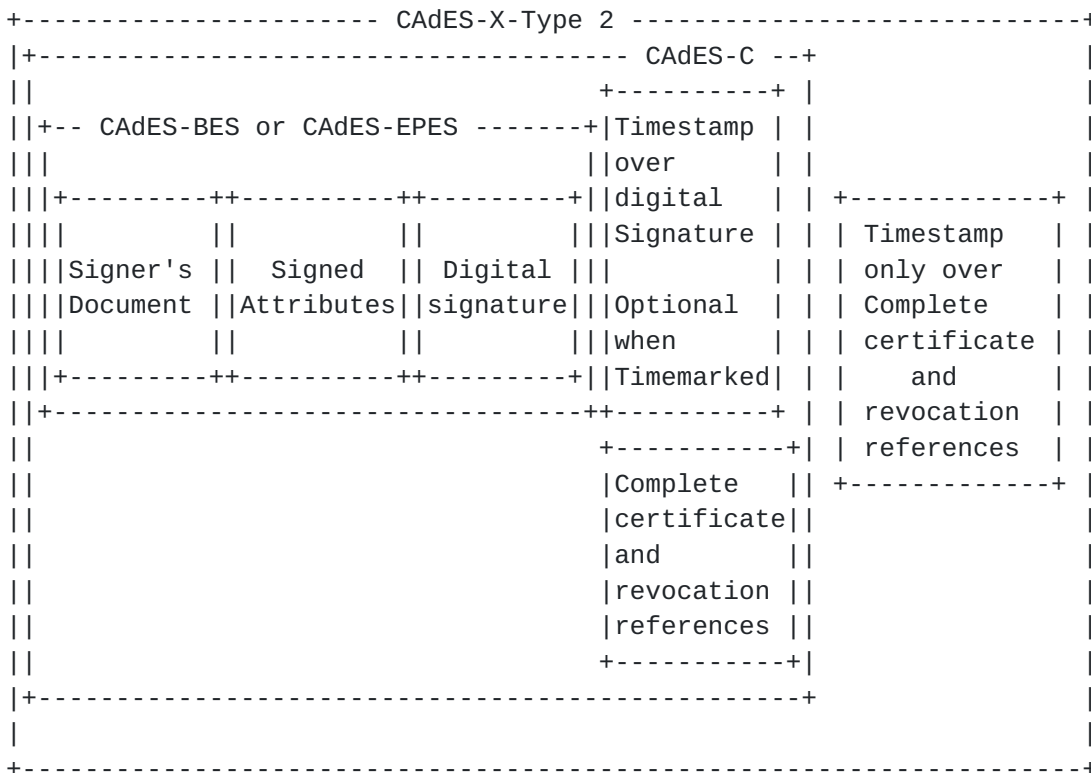 +---------------------- CAdES-X-Type 2 ----------------------------+
|+-------------------------------------- CAdES-C --+                 |
||                                     +----------+ |                 |
||+-- CAdES-BES or CAdES-EPES -------+|Timestamp | |                 |
|||                                  ||over      | |                 |
|||+---------++----------++---------+||digital   | | +-------------+ |
||||         ||          ||         |||Signature | | | Timestamp   | |
||||Signer's ||  Signed  || Digital |||          | | | only over   | |
||||Document ||Attributes||signature|||Optional  | | | Complete    | |
||||         ||          ||         |||when      | | | certificate | |
|||+---------++----------++---------+||Timemarked| | |    and      | |
||+----------------------------------++----------+ | | revocation  | |
||                                     +-----------+| | references  | |
||                                     |Complete   || +-------------+ |
||                                     |certificate||                 |
||                                     |and        ||                 |
||                                     |revocation ||                 |
||                                     |references ||                 |
||                                     +-----------+|                 |
|+--------------------------------------------------+                 |
|                                                                     |
+--------------------------------------------------------------------+